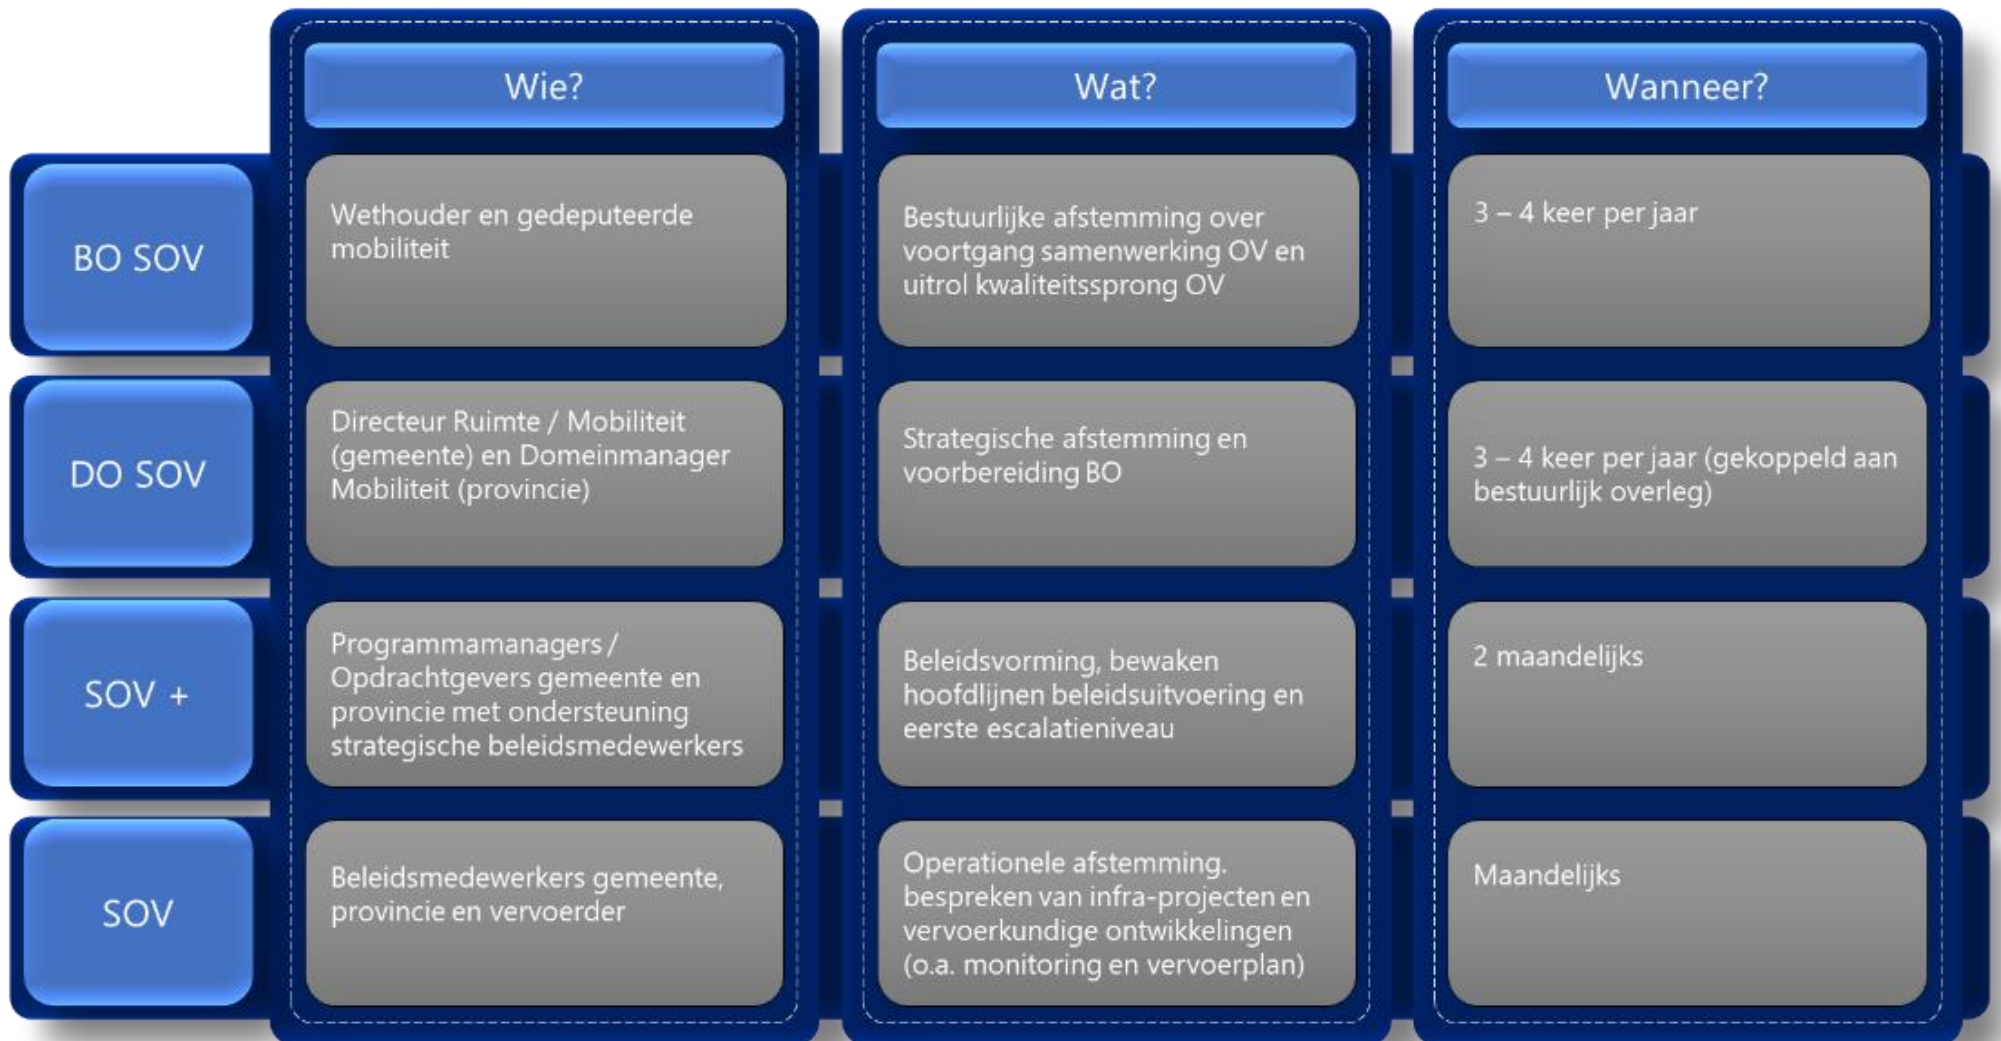 Wie?
Wat?
Wanneer?
BO SOV
Wethouder en gedeputeerde
mobiliteit
Bestuurlijke afstemming over
voortgang samenwerking OV en
uitrol kwaliteitssprong OV
3 – 4 keer per jaar
DO SOV
Directeur Ruimte / Mobiliteit
(gemeente) en Domeinmanager
Mobiliteit (provincie)
Strategische afstemming en
voorbereiding BO
3 – 4 keer per jaar (gekoppeld aan
bestuurlijk overleg)
SOV +
Programmamanagers /
Opdrachtgevers gemeente en
provincie met ondersteuning
strategische beleidsmedewerkers
Beleidsvorming, bewaken
hoofdlijnen beleidsuitvoering en
eerste escalatieniveau
2 maandelijks
SOV
Beleidsmedewerkers gemeente,
provincie en vervoerder
Operationele afstemming.
bespreken van infra-projecten en
vervoerkundige ontwikkelingen
(o.a. monitoring en vervoerplan)
Maandelijks